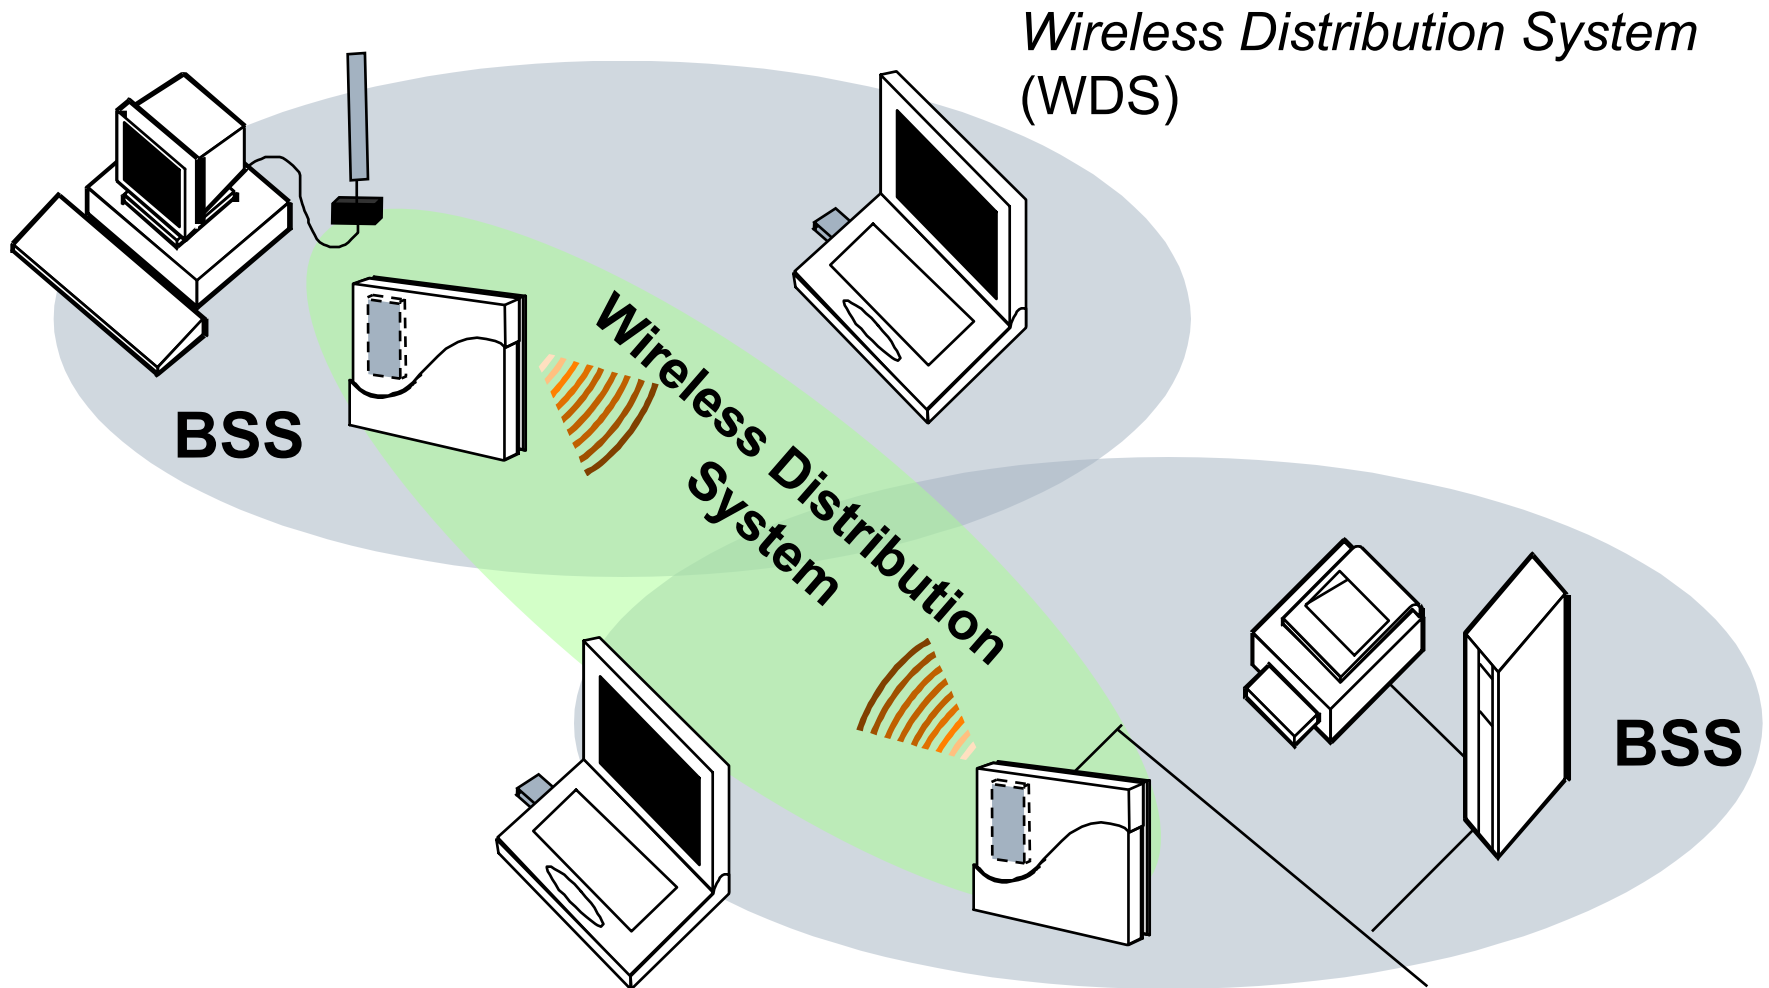 Wireless Distribution System
(WDS)
BSS
Wireless Distribution
System
BSS